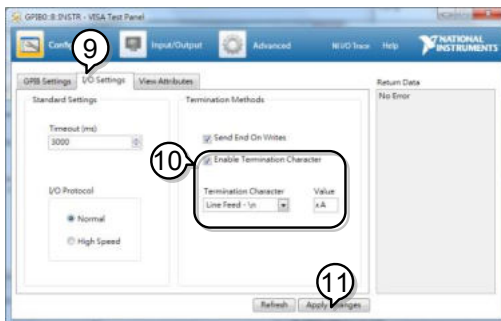 GPIB0::8::INSTR - VISA Test Panel
Input/Output
Advanced
NI I/O Trace
Help
NATIONAL
INSTRUMENTS
9
GPIB Settings
I/O Settings
View Attributes
Return Data
No Error
Standard Settings
Termination Methods
Timeout (ms)
3000
Send End On Writes
10
Enable Termination Character
I/O Protocol
Termination Character
Value
Line Feed - \n
xA
Normal
High Speed
11
Refresh
Apply Changes